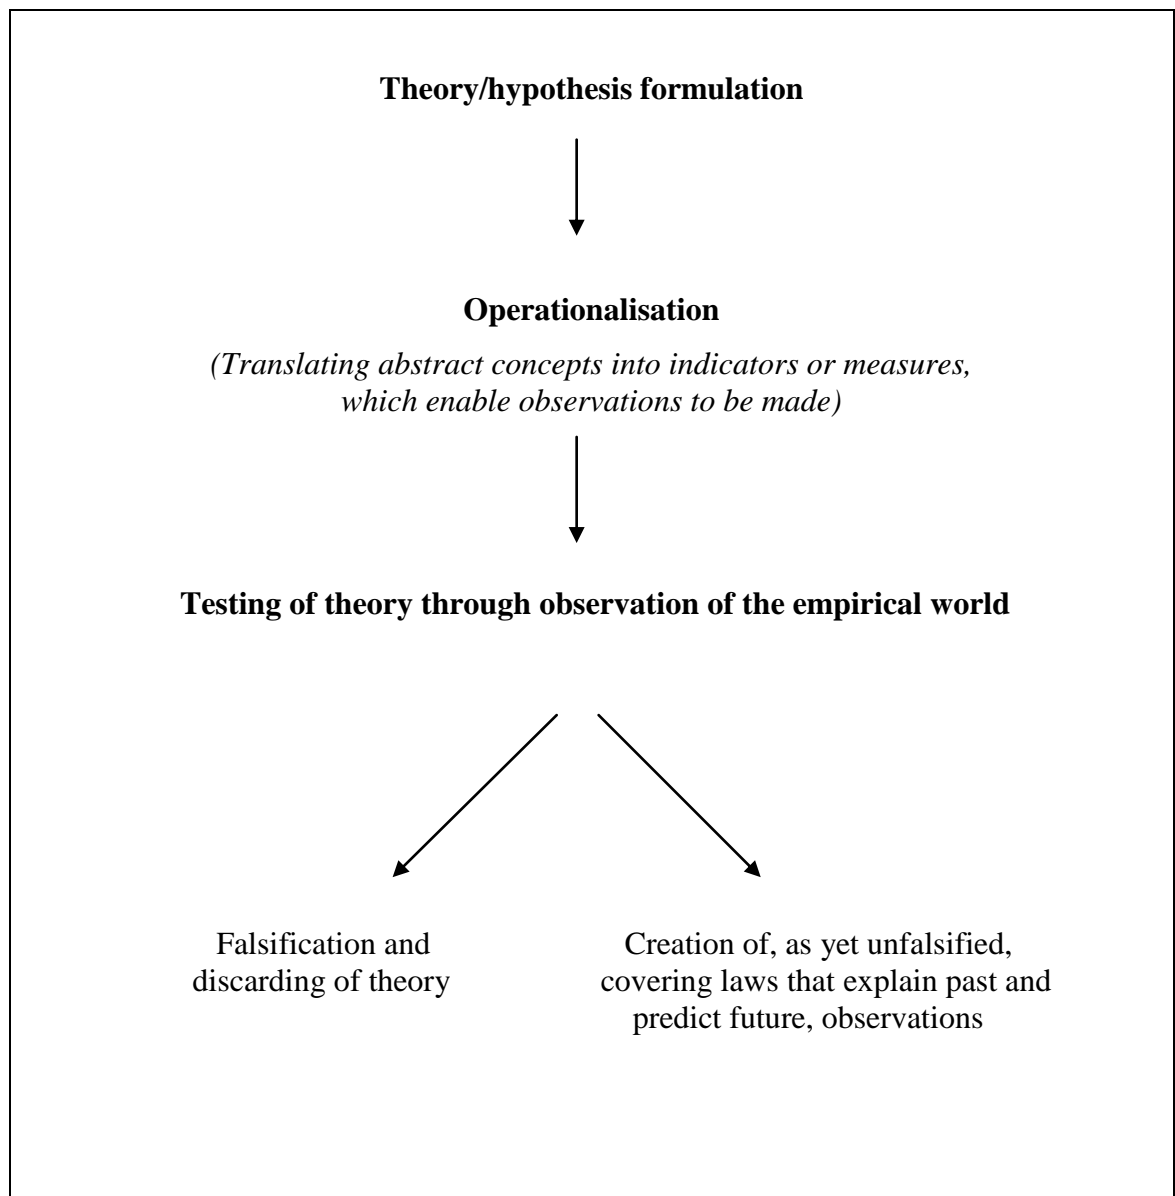 Theory/hypothesis formulation
Operationalisation
(Translating abstract concepts into indicators or measures,
which enable observations to be made)
Testing of theory through observation of the empirical world
Falsification and
discarding of theory
Creation of, as yet unfalsified,
covering laws that explain past and
predict future, observations